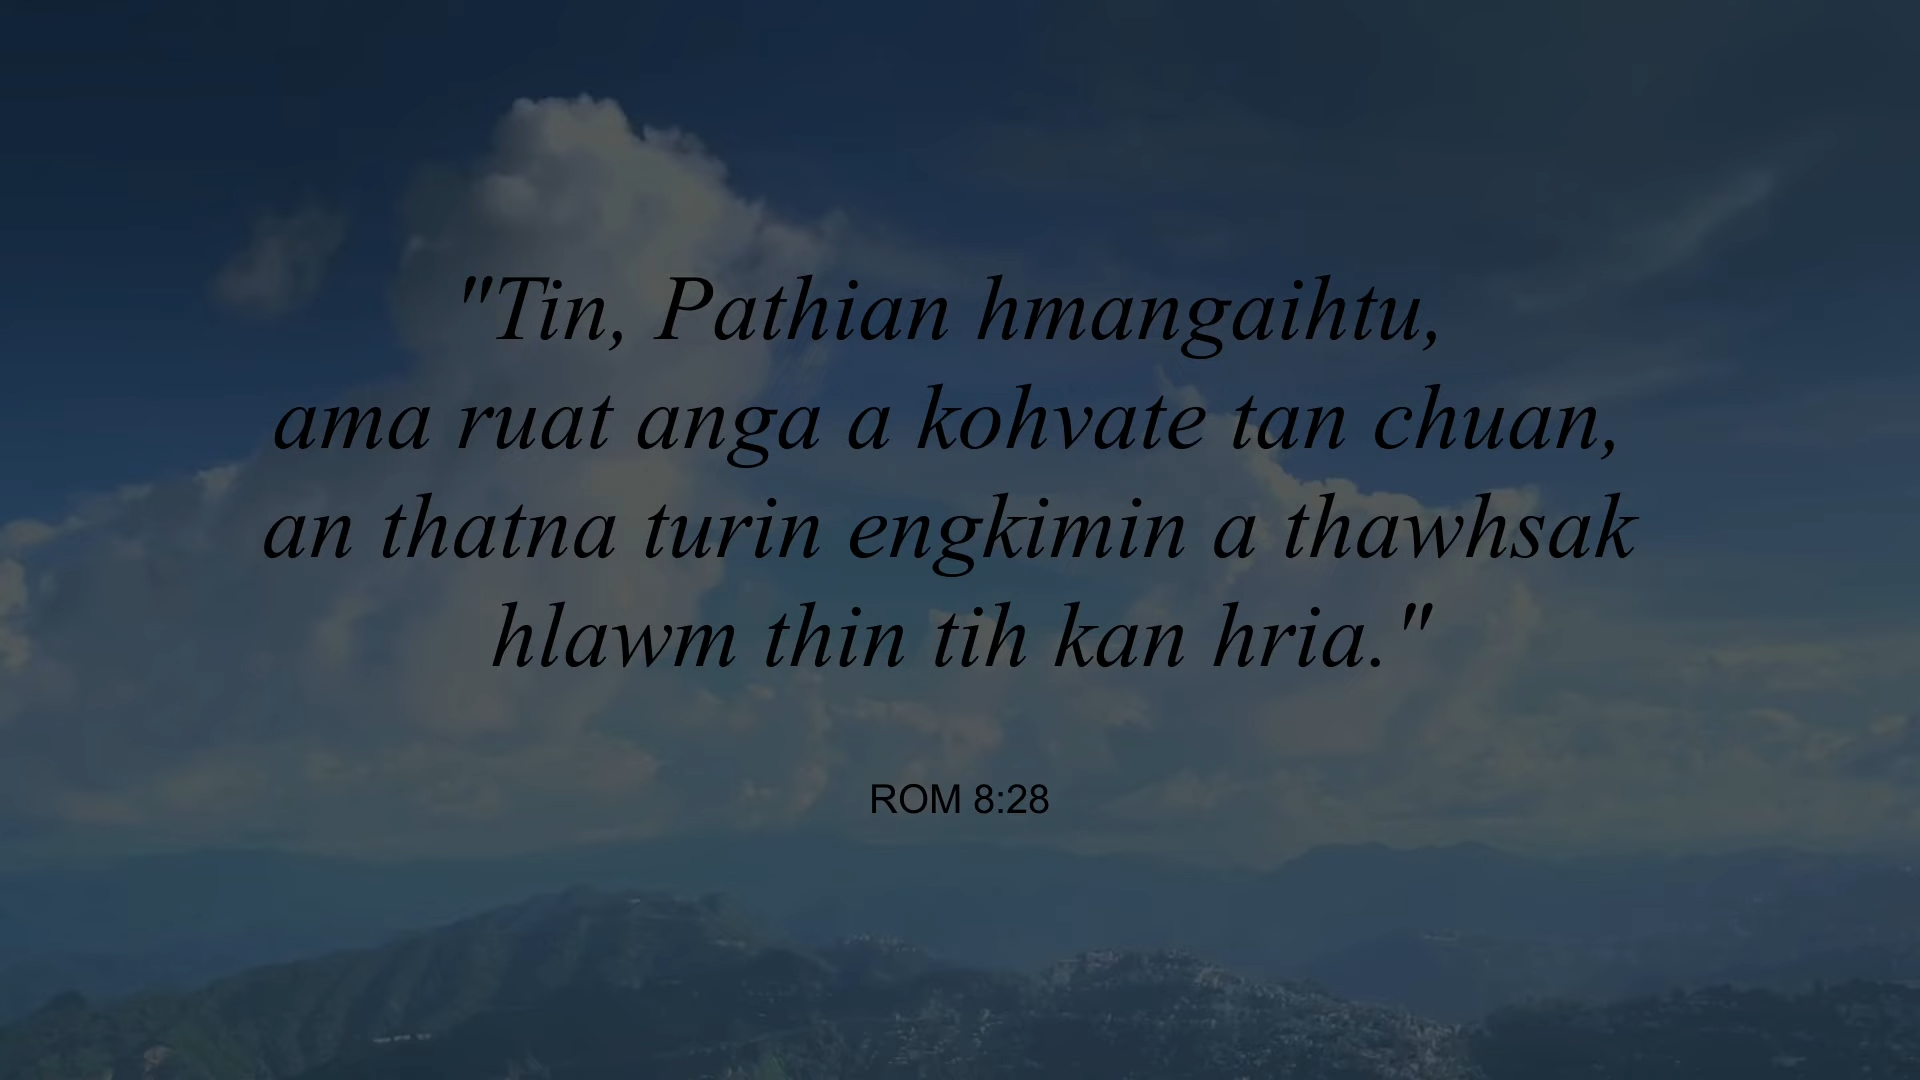 "Tin, Pathian hmangaihtu,
ama ruat anga a kohvate tan chuan,
an thatna turin engkimin a thawhsak
hlawm thin tih kan hria."
ROM 8:28